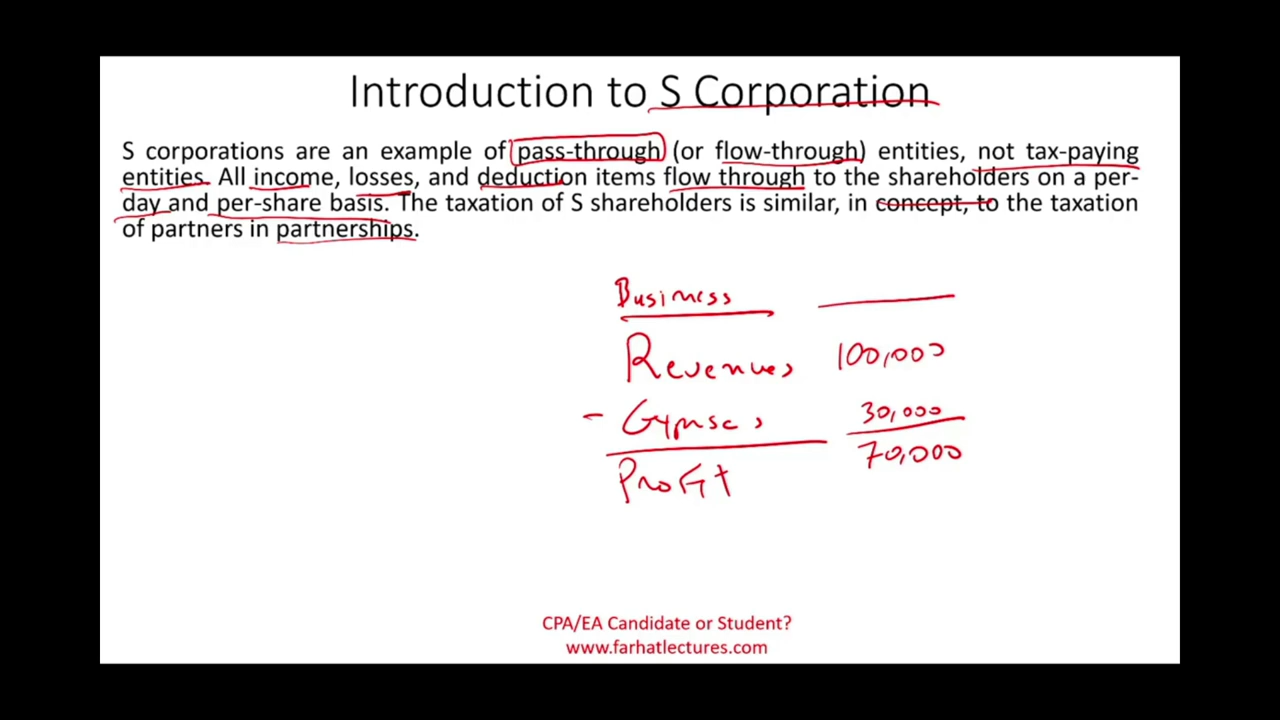 Introduction to S Corporation
S corporations are an example of pass-through (or flow-through) entities, not tax-paying
entities. All income, losses, and deduction items flow through to the shareholders on a per-
day and per-share basis. The taxation of S shareholders is similar, in concept, to the taxation
of partners in partnerships.
Business
Revenues 100,000
- Expenses 30,000
Profit 70,000
CPA/EA Candidate or Student?
www.farhatlectures.com